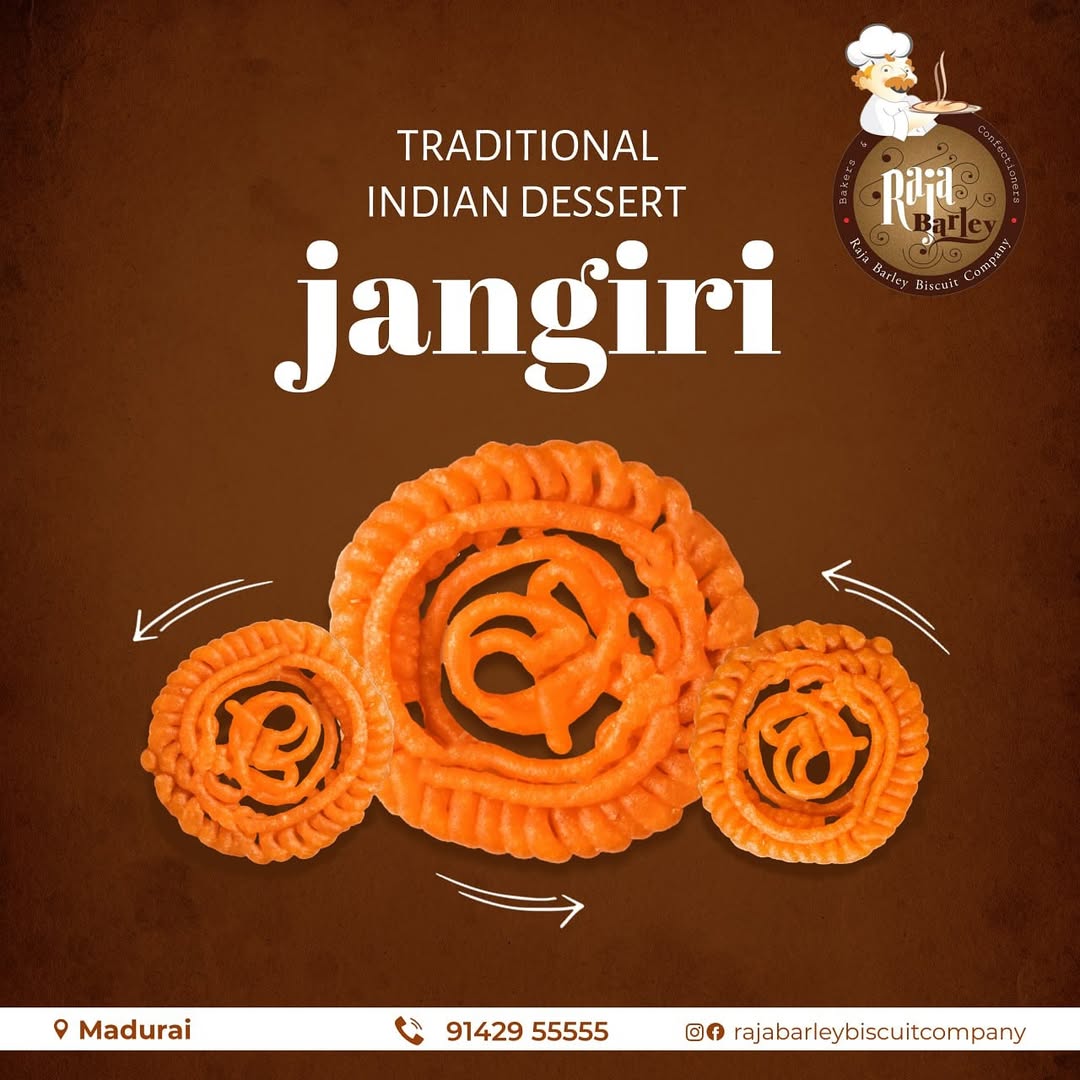 TRADITIONAL
INDIAN DESSERT
jangiri
Bakers & Confectioners
Raja
Barley
Raja Barley Biscuit Company
Madurai
91429 55555
rajabarleybiscuitcompany